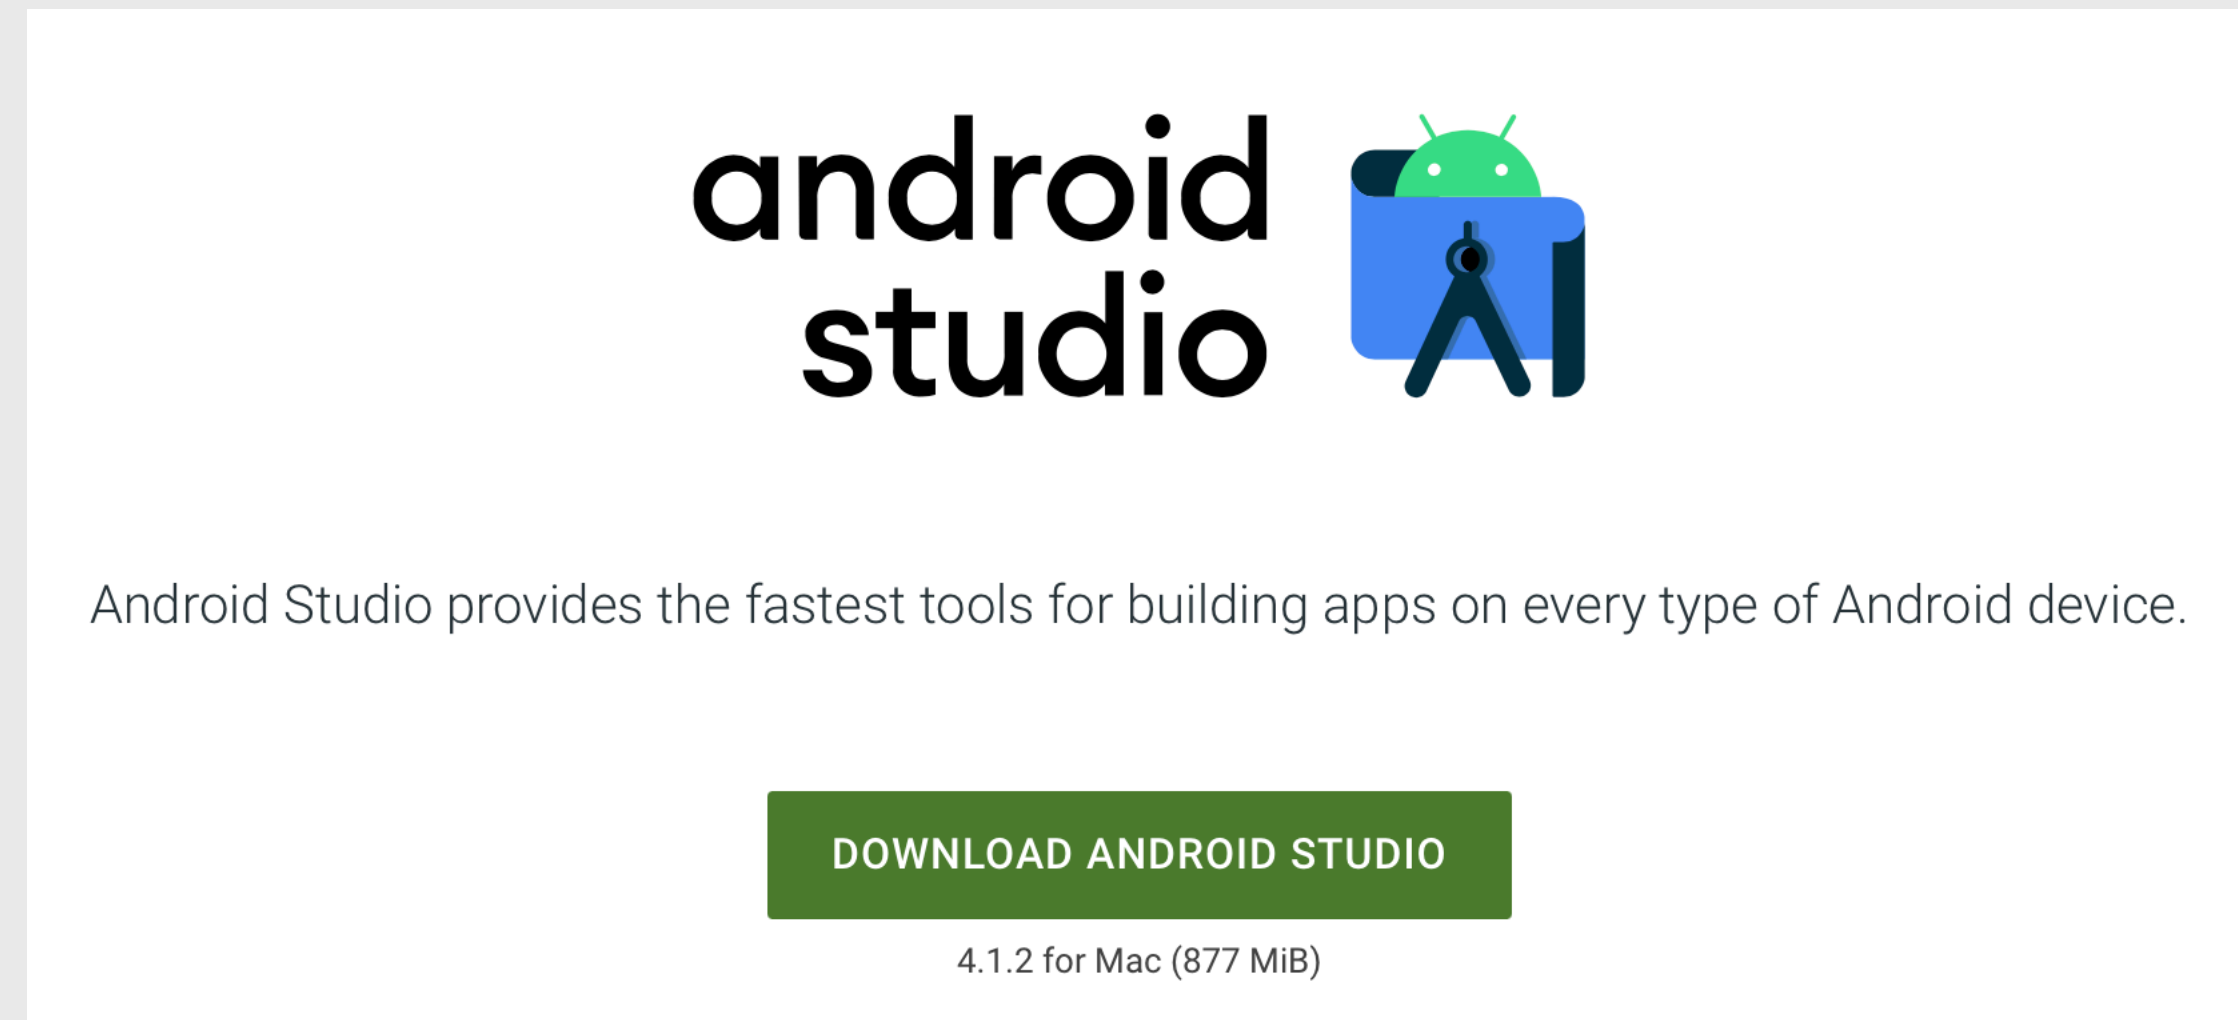 android
studio
Android Studio provides the fastest tools for building apps on every type of Android device.
DOWNLOAD ANDROID STUDIO
4.1.2 for Mac (877 MiB)